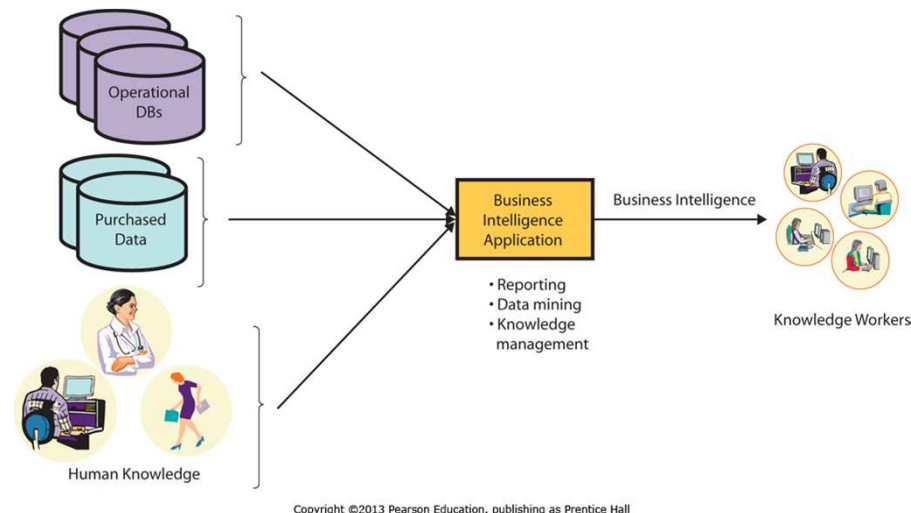 Operational
DBs
Purchased
Data
Human Knowledge
Business
Intelligence
Application
• Reporting
• Data mining
• Knowledge
management
Business Intelligence
Knowledge Workers
Copyright ©2013 Pearson Education, publishing as Prentice Hall